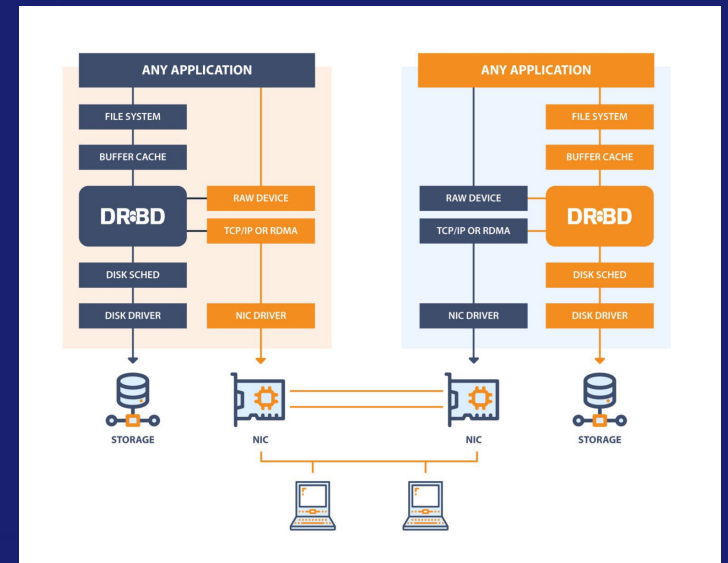 ANY APPLICATION
FILE SYSTEM
BUFFER CACHE
DRBD
RAW DEVICE
TCP/IP OR RDMA
DISK SCHED
DISK DRIVER
NIC DRIVER
STORAGE
NIC
ANY APPLICATION
FILE SYSTEM
BUFFER CACHE
RAW DEVICE
TCP/IP OR RDMA
DRBD
DISK SCHED
NIC DRIVER
DISK DRIVER
NIC
STORAGE